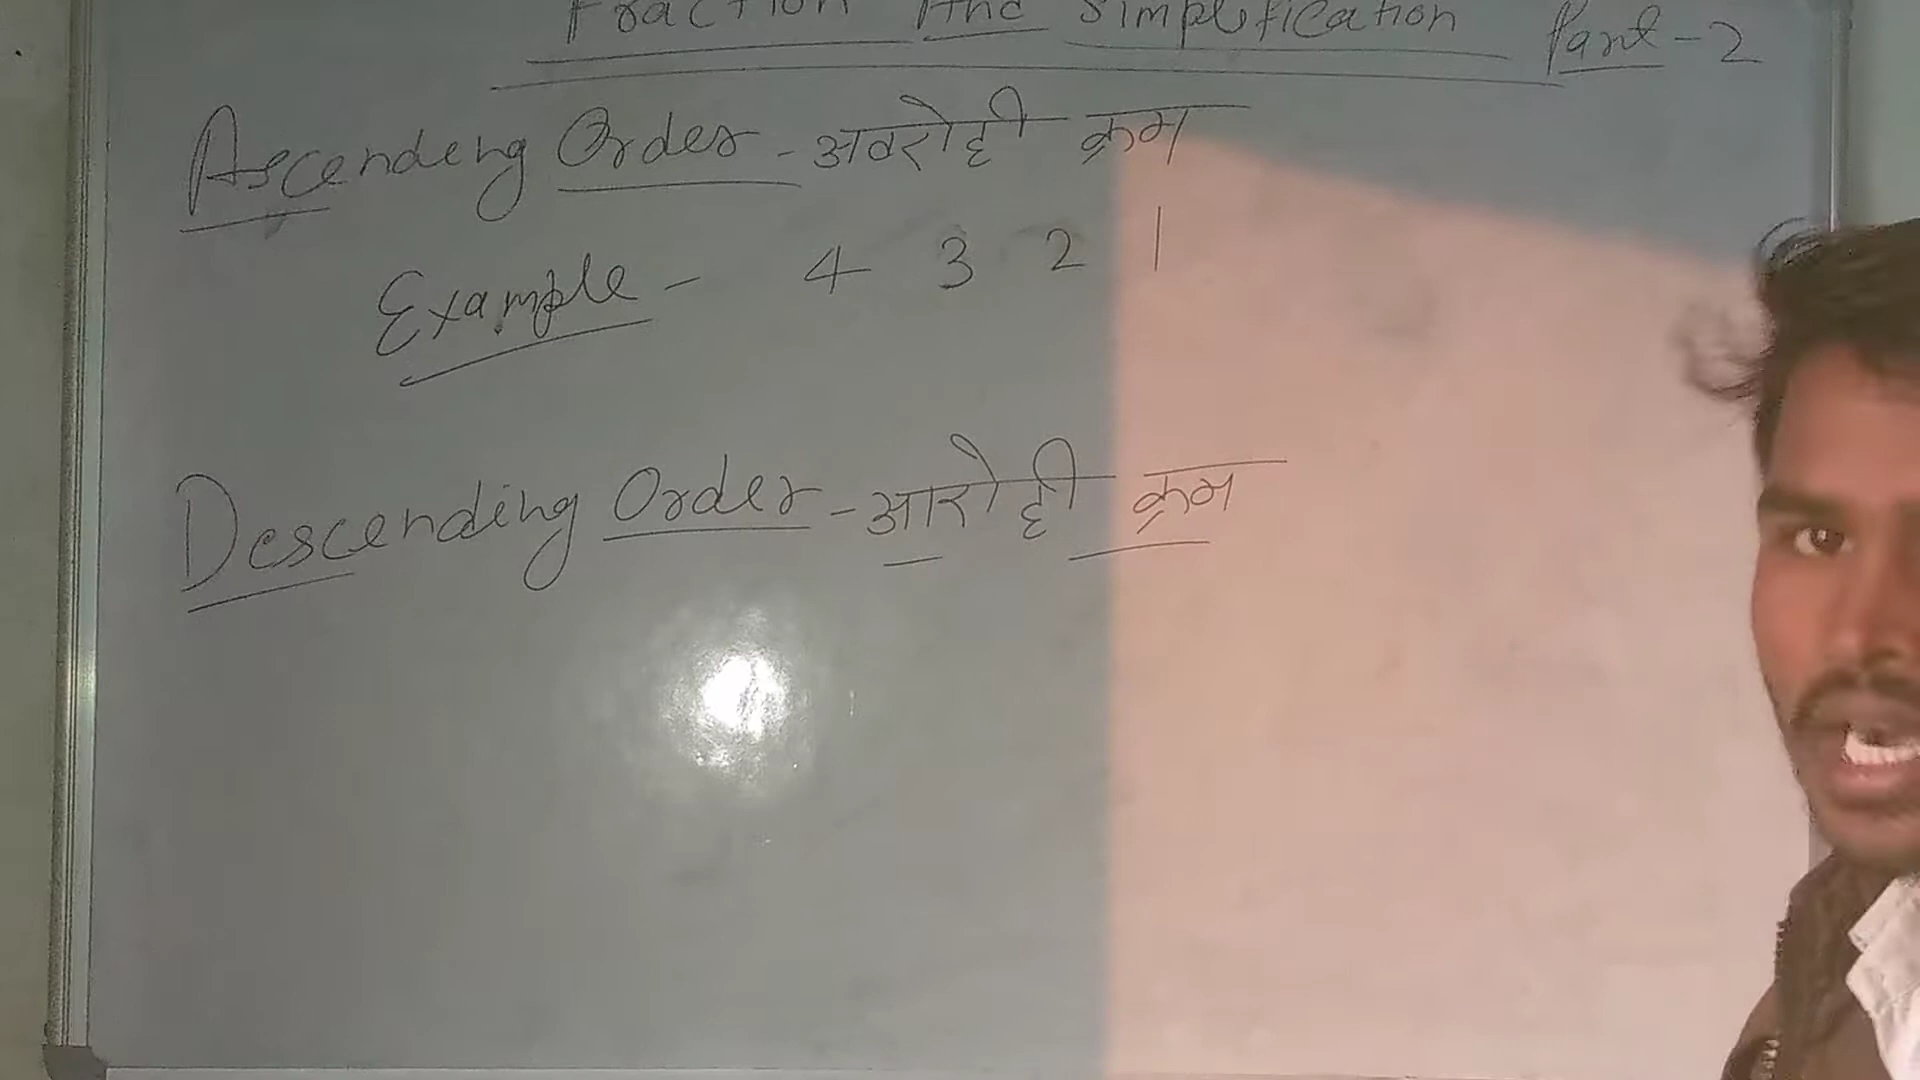 Fraction And Simplification Part-2
Ascending Order - अवरोही क्रम
Example - 4 3 2 1
Descending Order - आरोही क्रम